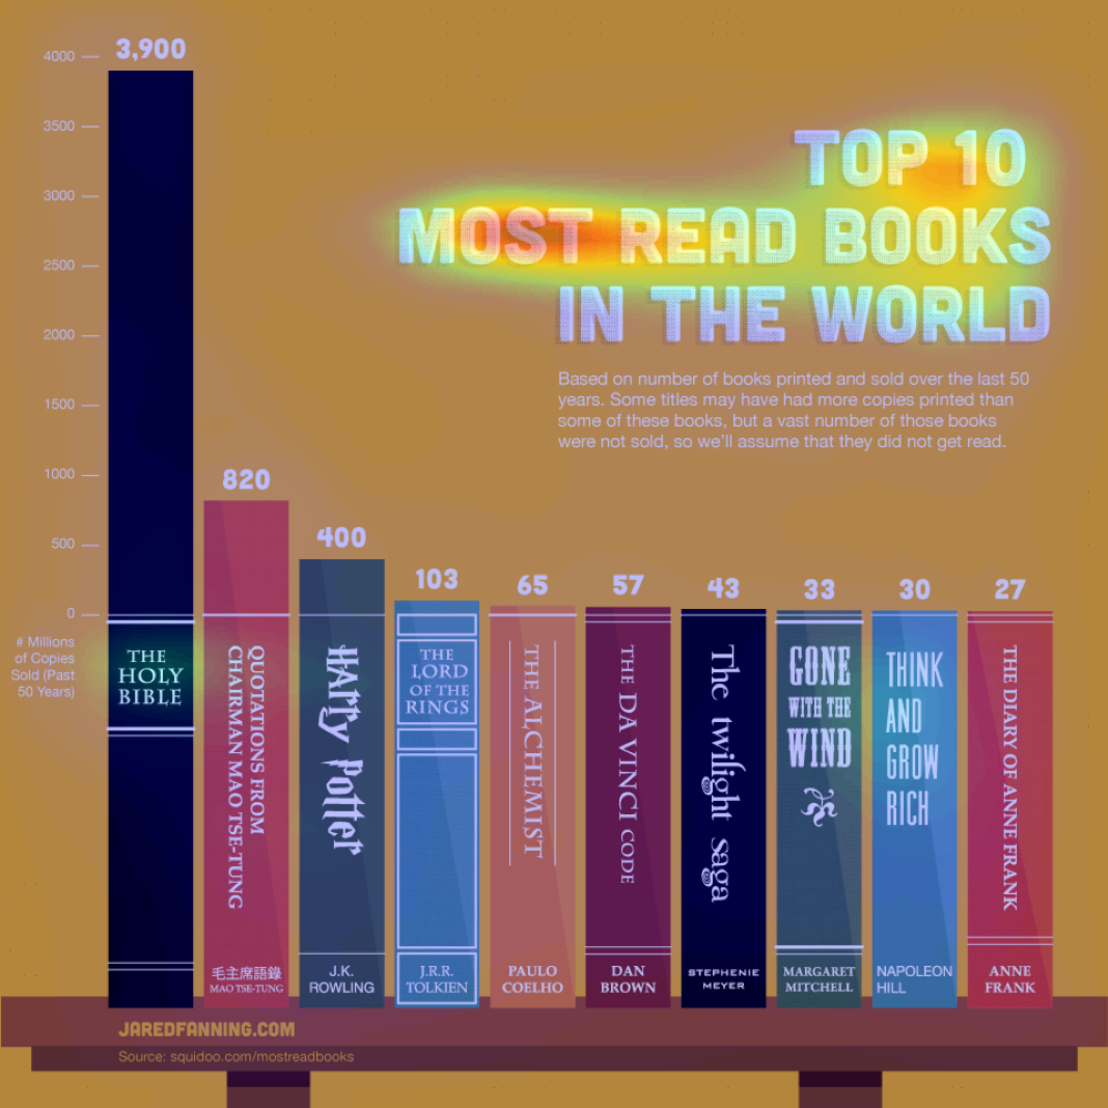 3,900
4000
3500
3000
2500
2000
1500
1000
500
0
# Millions
of Copies
Sold (Past
50 Years)
TOP 10
MOST READ BOOKS
IN THE WORLD
Based on number of books printed and sold over the last 50
years. Some titles may have had more copies printed than
some of these books, but a vast number of those books
were not sold, so we'll assume that they did not get read.
820
400
103
65
57
43
33
30
27
THE
HOLY
BIBLE
QUOTATIONS FROM
CHAIRMAN MAO TSE-TUNG
毛主席語錄
MAO TSE-TUNG
Harry Potter
J.K.
ROWLING
THE
LORD
OF THE
RINGS
J.R.R.
TOLKIEN
THE ALCHEMIST
PAULO
COELHO
THE DA VINCI CODE
DAN
BROWN
The twilight saga
STEPHENIE
MEYER
GONE
WITH THE
WIND
MARGARET
MITCHELL
THINK
AND
GROW
RICH
NAPOLEON
HILL
THE DIARY OF ANNE FRANK
ANNE
FRANK
JAREDFANNING.COM
Source: squidoo.com/mostreadbooks